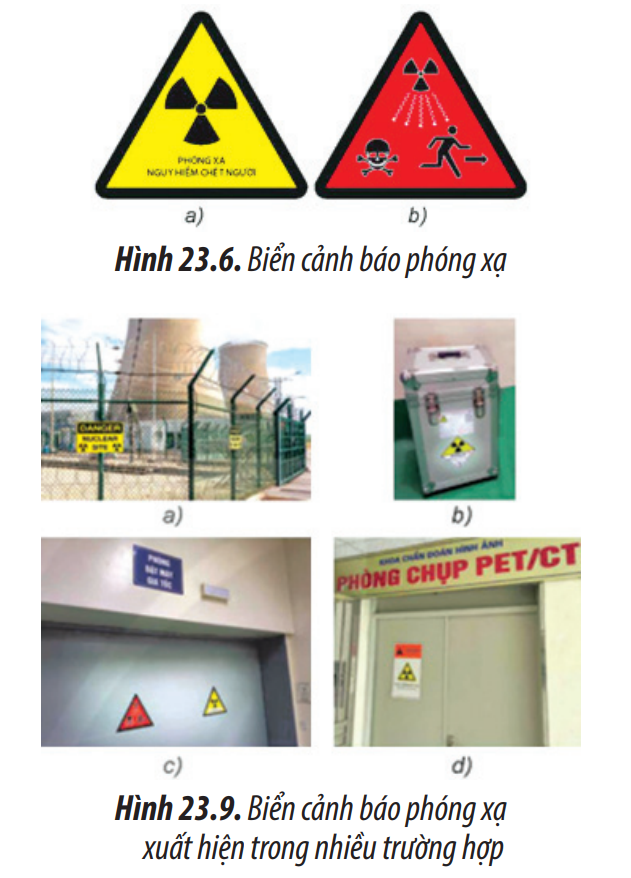 PHÓNG XẠ
NGUY HIỂM CHẾT NGƯỜI
a)
b)
Hình 23.6. Biển cảnh báo phóng xạ
DANGER
NUCLEAR
SITE
a)
b)
PHÒNG
ĐẶT MÁY
GIA TỐC
KHOA CHẨN ĐOÁN HÌNH ẢNH
PHÒNG CHỤP PET/CT
c)
d)
Hình 23.9. Biển cảnh báo phóng xạ
xuất hiện trong nhiều trường hợp